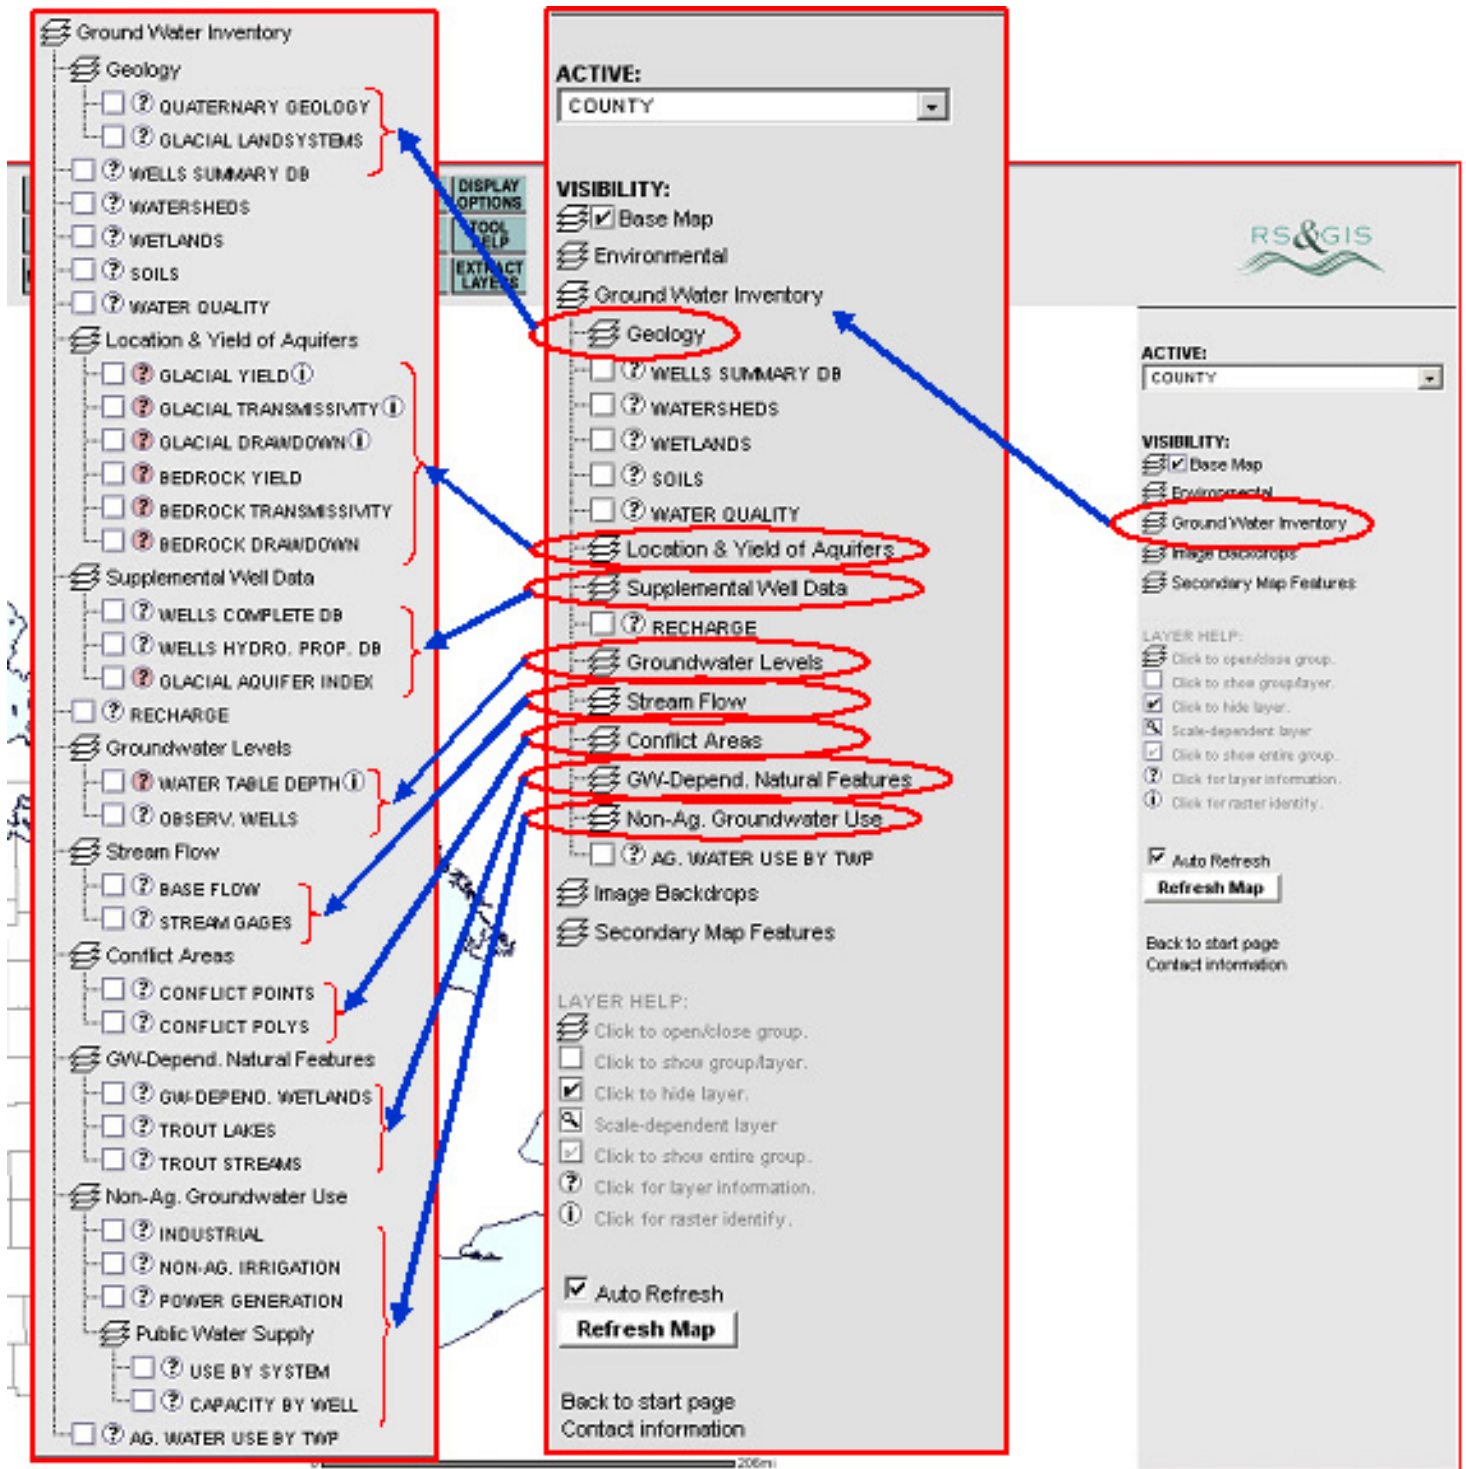 Ground Water Inventory
Geology
QUATERNARY GEOLOGY
GLACIAL LANDSYSTEMS
WELLS SUMMARY DB
WATERSHEDS
WETLANDS
SOILS
WATER QUALITY
Location & Yield of Aquifers
GLACIAL YIELD
GLACIAL TRANSMISSIVITY
GLACIAL DRAWDOWN
BEDROCK YIELD
BEDROCK TRANSMISSIVITY
BEDROCK DRAWDOWN
Supplemental Well Data
WELLS COMPLETE DB
WELLS HYDRO. PROP. DB
GLACIAL AQUIFER INDEX
RECHARGE
Groundwater Levels
WATER TABLE DEPTH
OBSERV. WELLS
Stream Flow
BASE FLOW
STREAM GAGES
Conflict Areas
CONFLICT POINTS
CONFLICT POLYS
GW-Depend. Natural Features
GW-DEPEND. WETLANDS
TROUT LAKES
TROUT STREAMS
Non-Ag. Groundwater Use
INDUSTRIAL
NON-AG. IRRIGATION
POWER GENERATION
Public Water Supply
USE BY SYSTEM
CAPACITY BY WELL
AG. WATER USE BY TWP
DISPLAY
OPTIONS
TOOL
HELP
EXTRACT
LAYERS
ACTIVE:
COUNTY
VISIBILITY:
Base Map
Environmental
Ground Water Inventory
Geology
WELLS SUMMARY DB
WATERSHEDS
WETLANDS
SOILS
WATER QUALITY
Location & Yield of Aquifers
Supplemental Well Data
RECHARGE
Groundwater Levels
Stream Flow
Conflict Areas
GW-Depend. Natural Features
Non-Ag. Groundwater Use
AG. WATER USE BY TWP
Image Backdrops
Secondary Map Features
LAYER HELP:
Click to open/close group.
Click to show group/layer.
Click to hide layer.
Scale-dependent layer
Click to show entire group.
Click for layer information.
Click for raster identify.
Auto Refresh
Refresh Map
Back to start page
Contact information
0 206mi
RS&GIS
ACTIVE:
COUNTY
VISIBILITY:
Base Map
Environmental
Ground Water Inventory
Image Backdrops
Secondary Map Features
LAYER HELP:
Click to open/close group.
Click to show group/layer.
Click to hide layer.
Scale-dependent layer
Click to show entire group.
Click for layer information.
Click for raster identify.
Auto Refresh
Refresh Map
Back to start page
Contact information